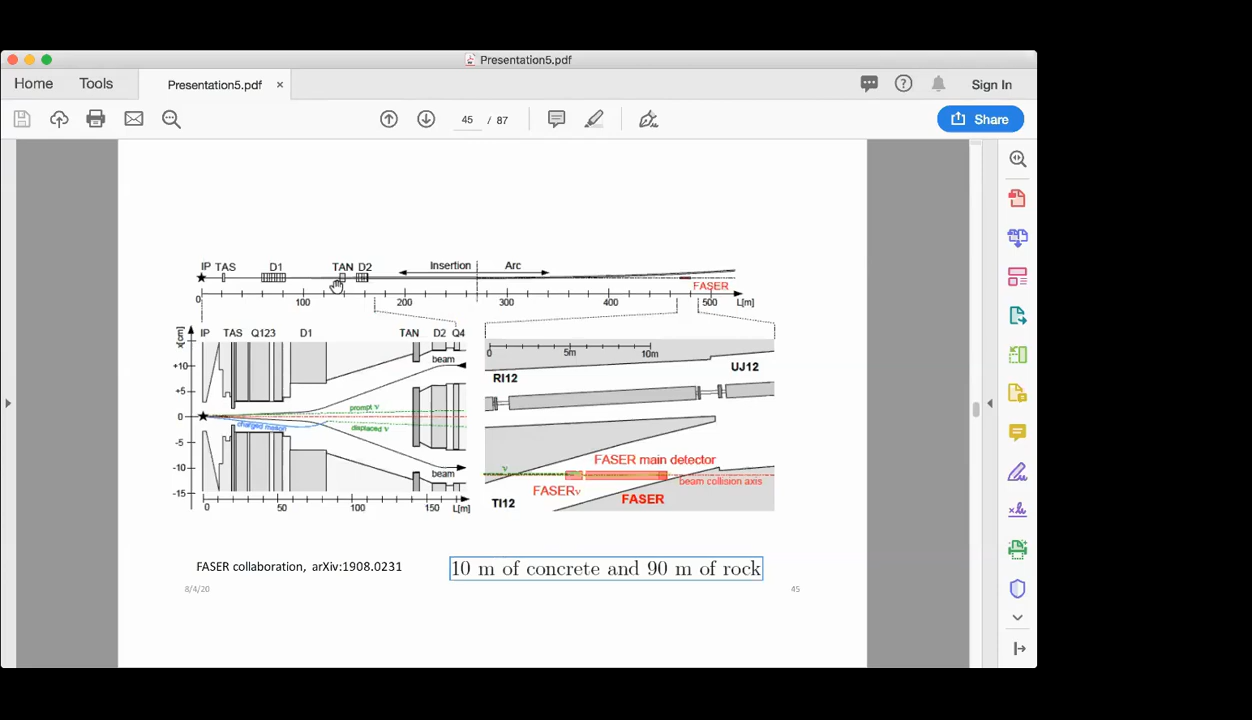 Presentation5.pdf
Home
Tools
Presentation5.pdf ×
Sign In
45 / 87
Share
IP TAS D1 TAN D2 Insertion Arc
FASER
0 100 200 300 400 500 L[m]
IP TAS Q123 D1 TAN D2 Q4
x [cm]
+10
+5
0
-5
-10
-15
beam
prompt ν
charged meson
displaced ν
beam
0 50 100 150 L[m]
0 5m 10m
RI12
UJ12
ν
FASER main detector
beam collision axis
FASERν
FASER
TI12
FASER collaboration, arXiv:1908.0231
10 m of concrete and 90 m of rock
8/4/20
45